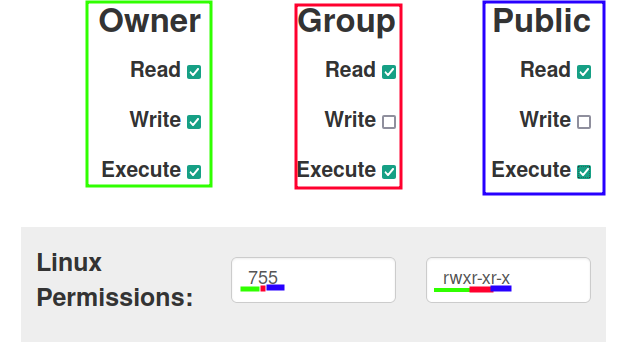 Owner Group Public
Read Read Read
Write Write Write
Execute Execute Execute
Linux
Permissions:
755 rwxr-xr-x